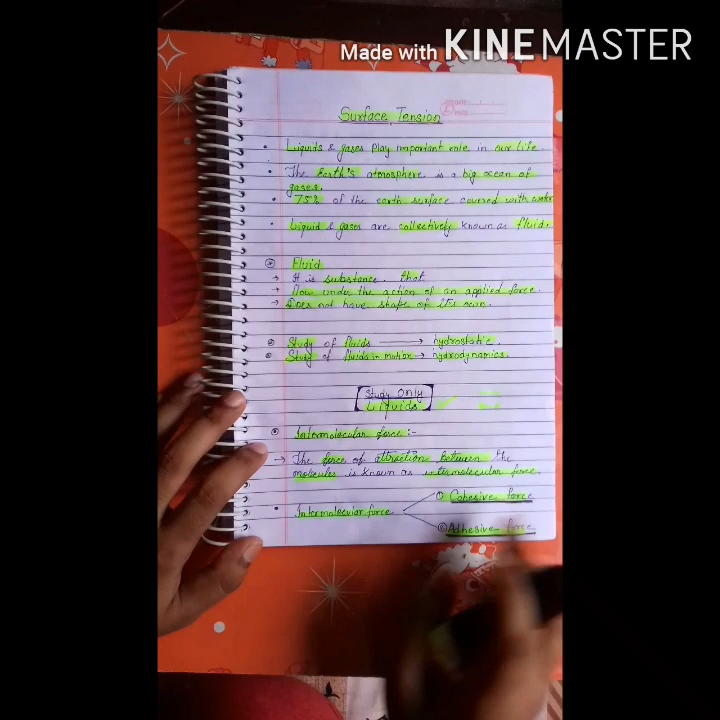 Made with KINEMASTER
Surface Tension
• Liquids & gases play important role in our life
• The Earth's atmosphere is a big ocean of
gases.
• 75% of the earth surface covered with water
• Liquid & gases are collectively known as fluid.
Fluid
→ It is substance that
→ flow under the action of an applied force.
→ Does not have shape of its own.
Study of fluids → hydrostatic.
Study of fluids in motion → hydrodynamics.
Study Only
Liquids
Intermolecular force :-
→ The force of attraction between the
molecules is known as intermolecular force.
① Cohesive force
• Intermolecular force
② Adhesive force